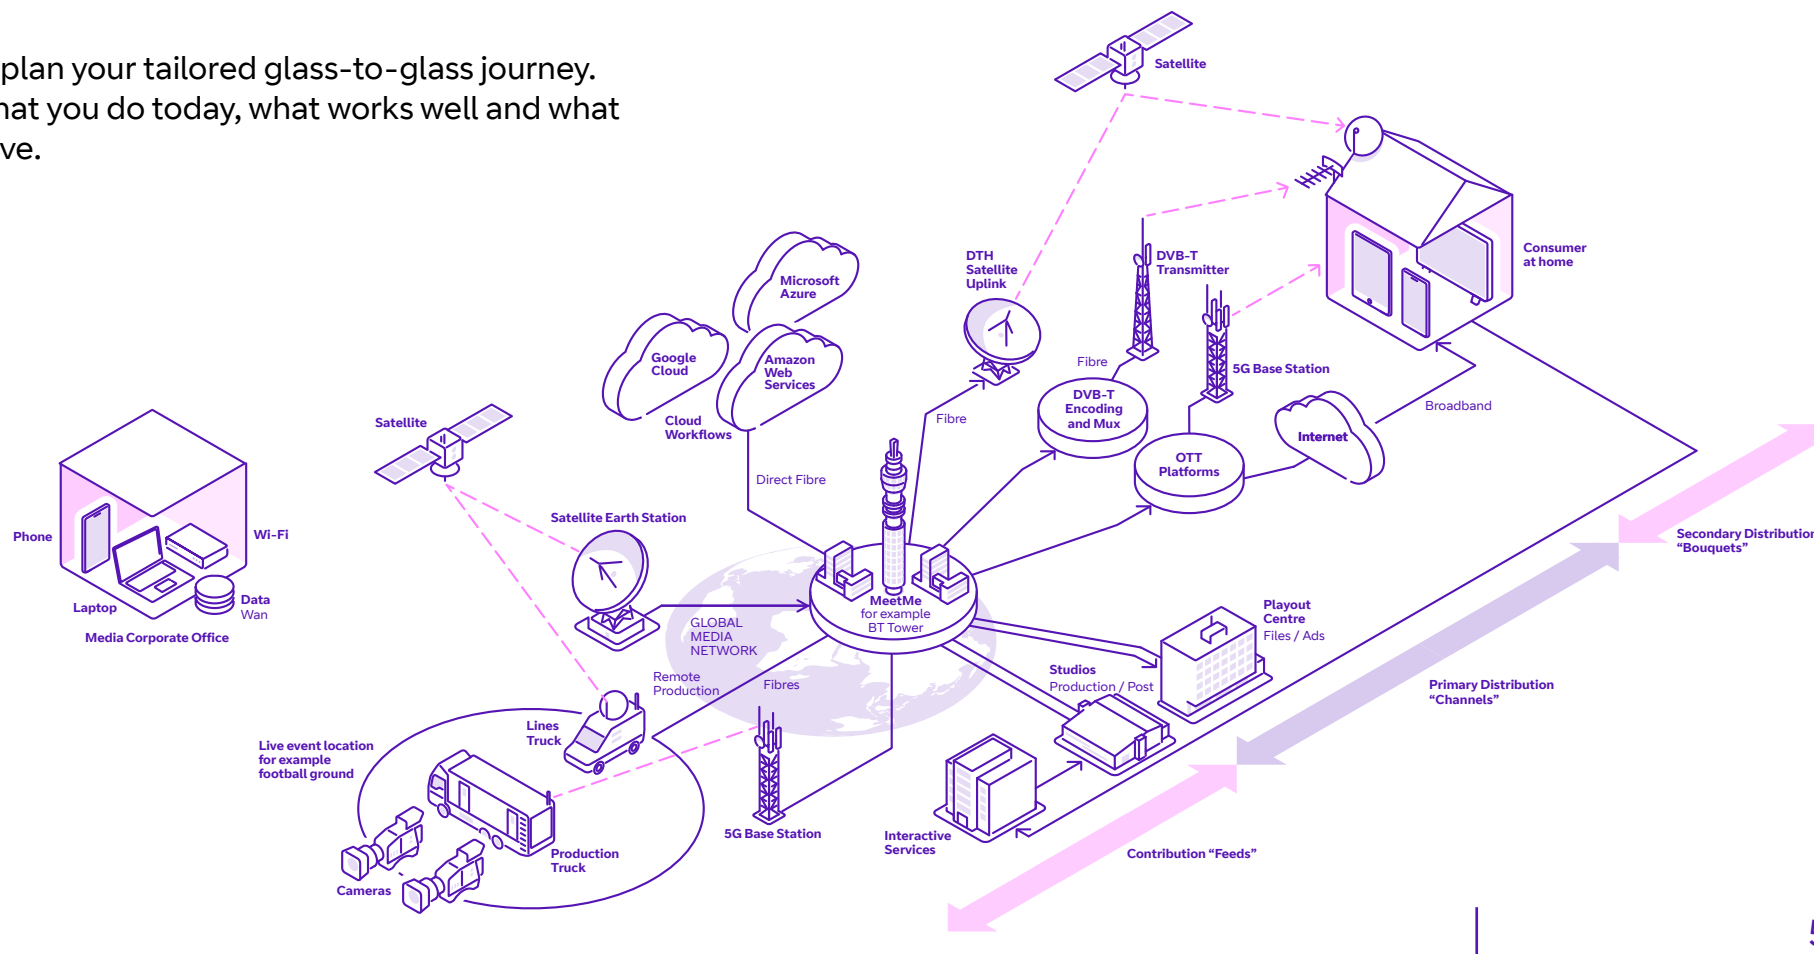 plan your tailored glass-to-glass journey.
you do today, what works well and what
Satellite
Consumer
at home
DTH
Satellite
Uplink
DVB-T
Transmitter
Microsoft
Azure
Google
Cloud
Amazon
Web
Services
Cloud
Workflows
Fibre
5G Base Station
DVB-T
Encoding
and Mux
Fibre
Broadband
Internet
OTT
Platforms
Satellite
Direct Fibre
Satellite Earth Station
Phone
Wi-Fi
Laptop
Data
Wan
Media Corporate Office
MeetMe
for example
BT Tower
GLOBAL
MEDIA
NETWORK
Remote
Production
Fibres
Playout
Centre
Files / Ads
Studios
Production / Post
Secondary Distribution
“Bouquets”
Primary Distribution
“Channels”
Lines
Truck
Live event location
for example
football ground
5G Base Station
Production
Truck
Cameras
Interactive
Services
Contribution “Feeds”